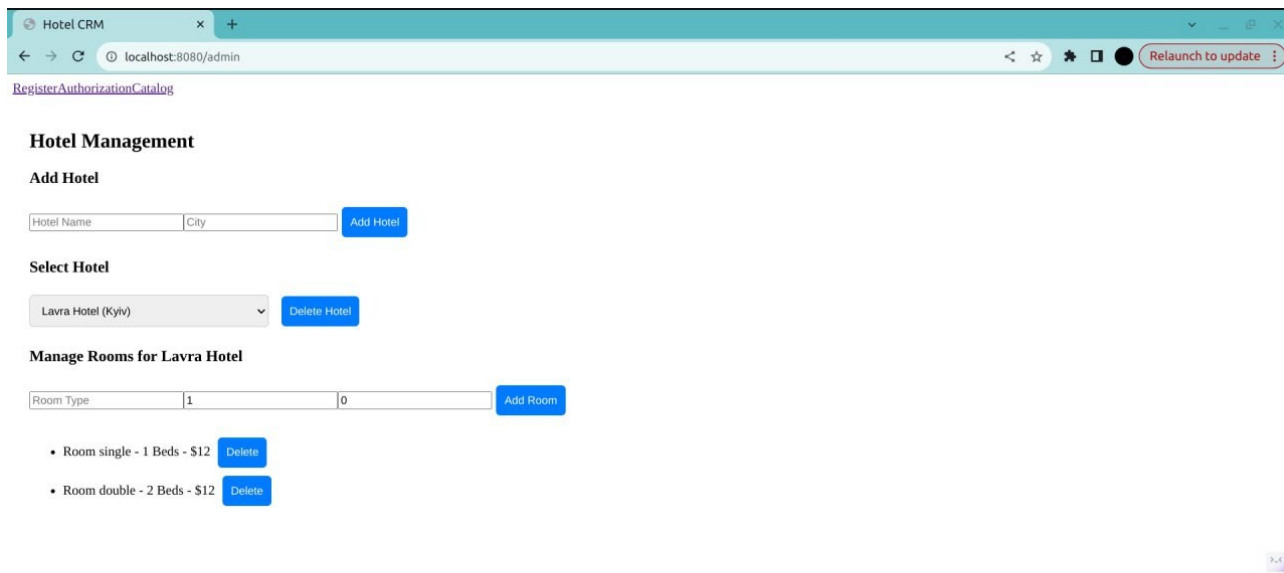 Hotel CRM
localhost:8080/admin
Relaunch to update
RegisterAuthorizationCatalog
Hotel Management
Add Hotel
Hotel Name City Add Hotel
Select Hotel
Lavra Hotel (Kyiv) Delete Hotel
Manage Rooms for Lavra Hotel
Room Type 1 0 Add Room
• Room single - 1 Beds - $12 Delete
• Room double - 2 Beds - $12 Delete